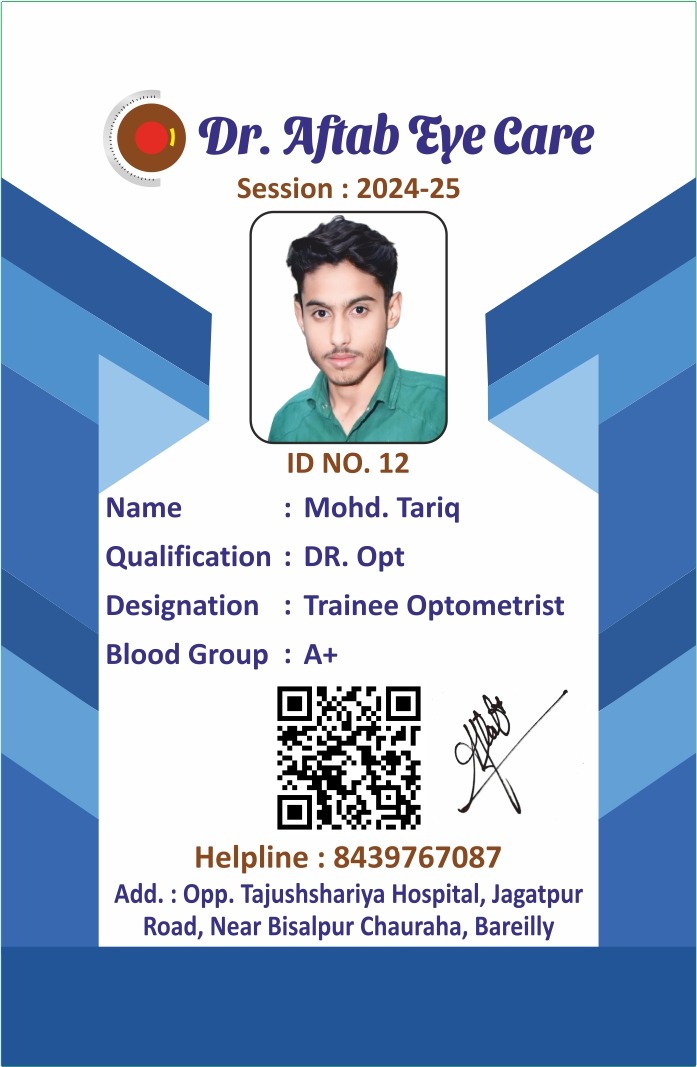 Dr. Aftab Eye Care
Session : 2024-25
ID NO. 12
Name : Mohd. Tariq
Qualification : DR. Opt
Designation : Trainee Optometrist
Blood Group : A+
Helpline : 8439767087
Add. : Opp. Tajushshariya Hospital, Jagatpur
Road, Near Bisalpur Chauraha, Bareilly